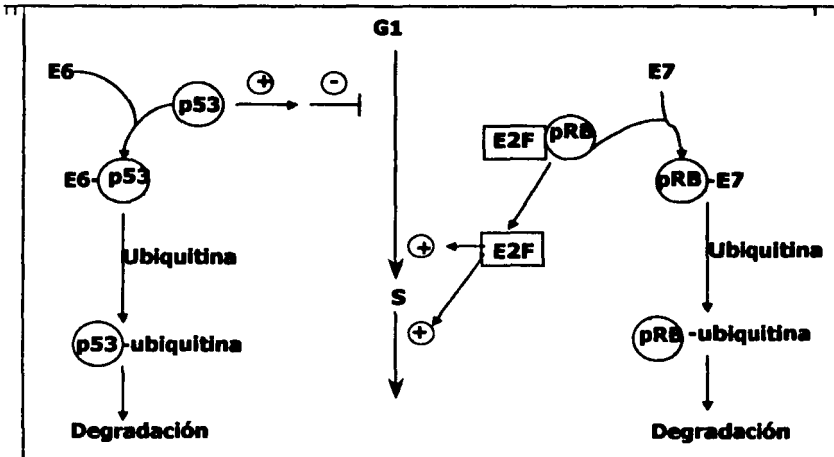 G1
E6
p53
+
-
E7
E2F
pRB
E6-p53
pRB-E7
Ubiquitina
+
E2F
Ubiquitina
S
p53-ubiquitina
+
pRB-ubiquitina
Degradación
Degradación